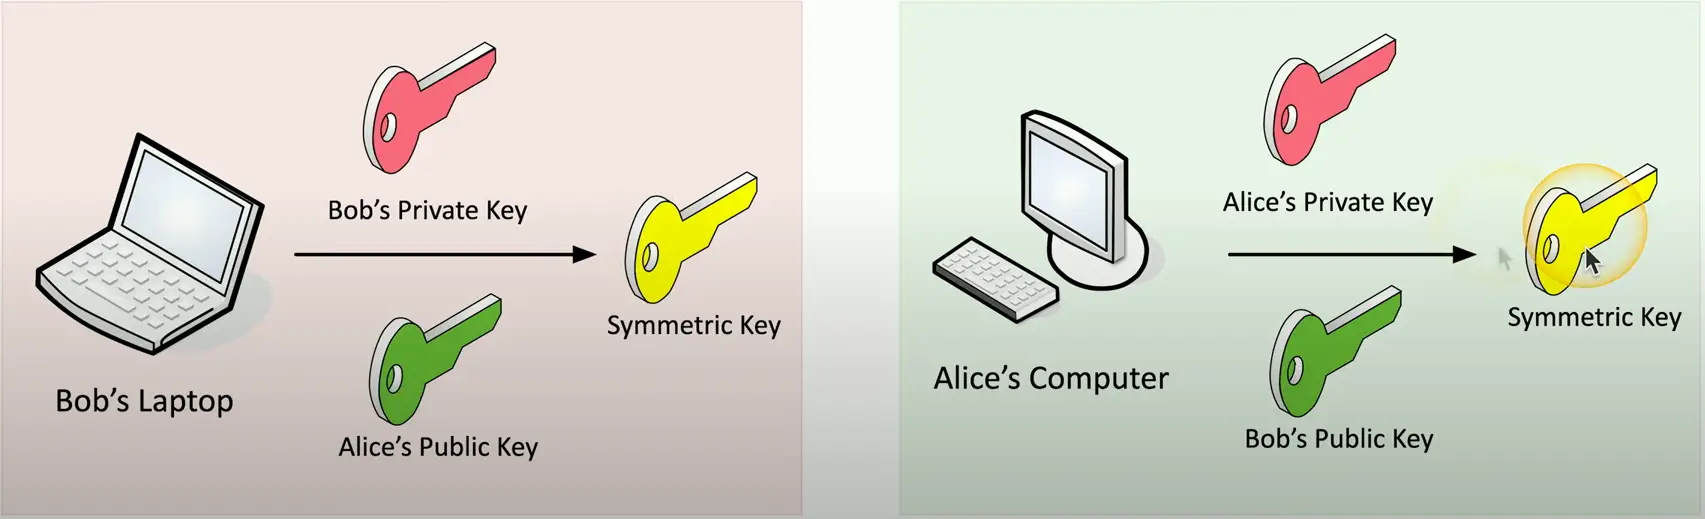 Bob's Private Key
Symmetric Key
Bob's Laptop
Alice's Public Key
Alice's Private Key
Symmetric Key
Alice's Computer
Bob's Public Key